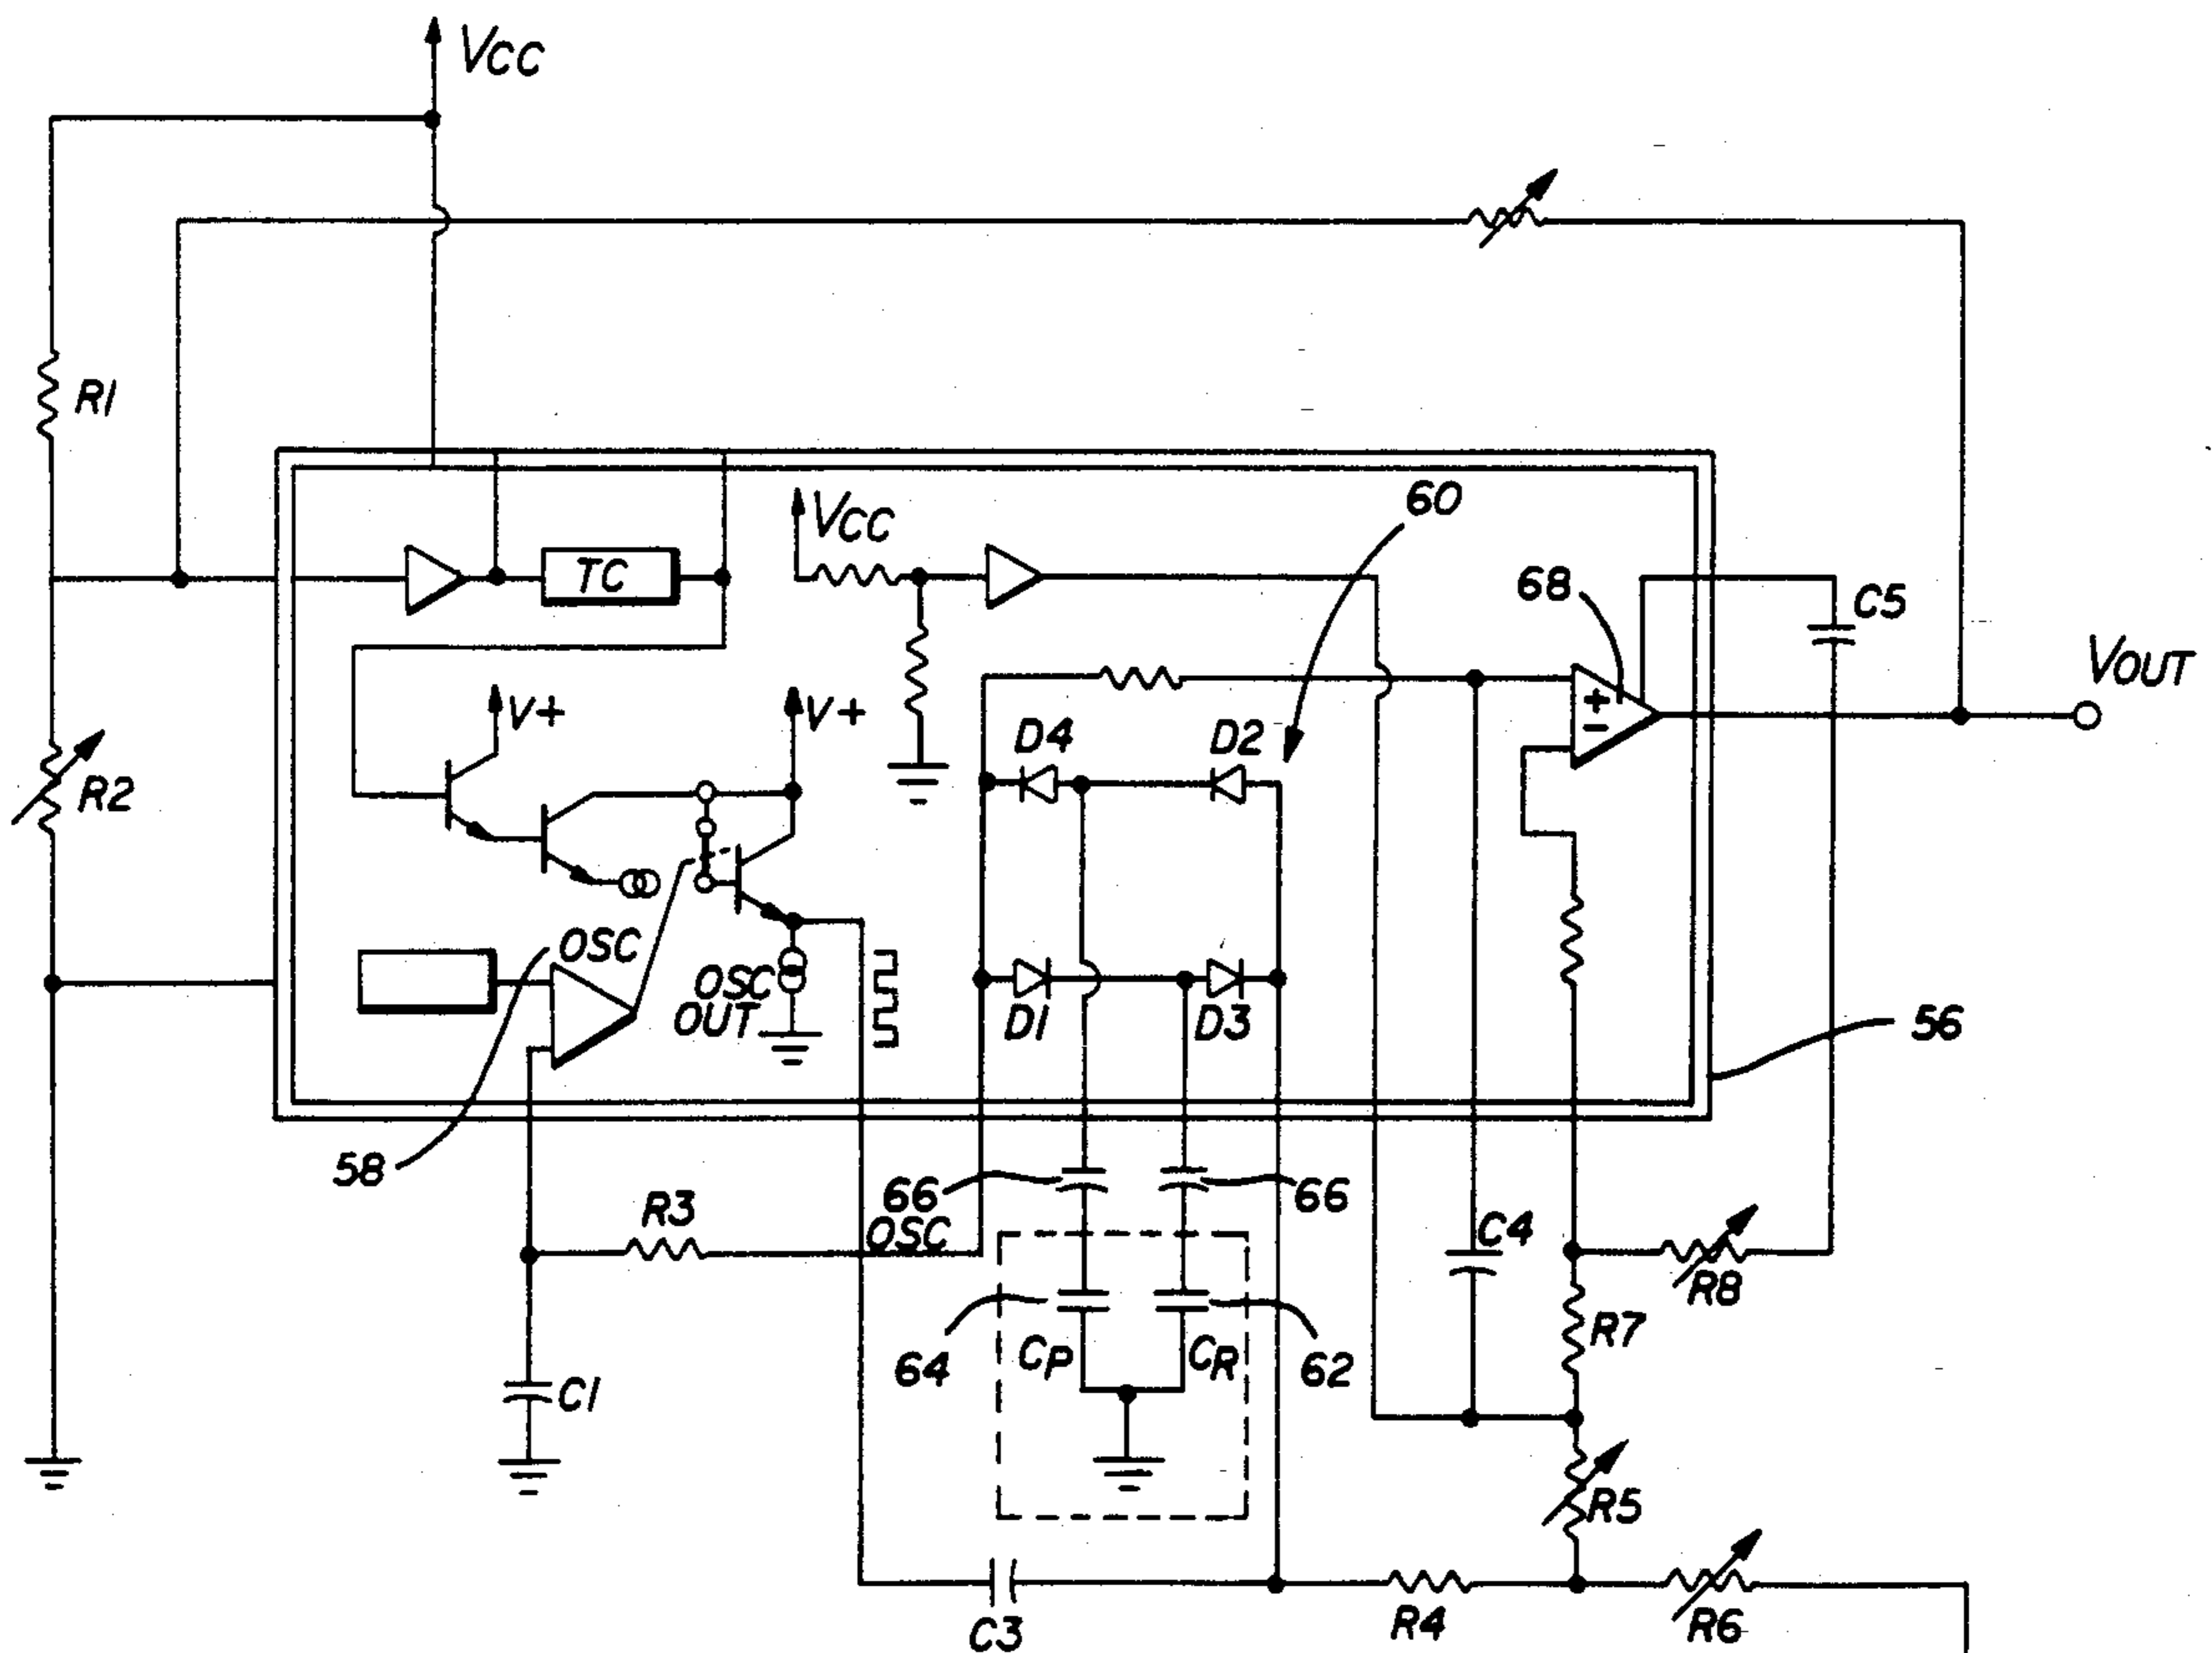 VCC
R1
VCC
60
TC
68
C5
VOUT
V+
V+
D4
D2
R2
+
-
OSC
OSC
OUT
D1
D3
56
58
66
66
R3
OSC
C4
R8
64
CP
CR
62
R7
C1
R5
C3
R4
R6